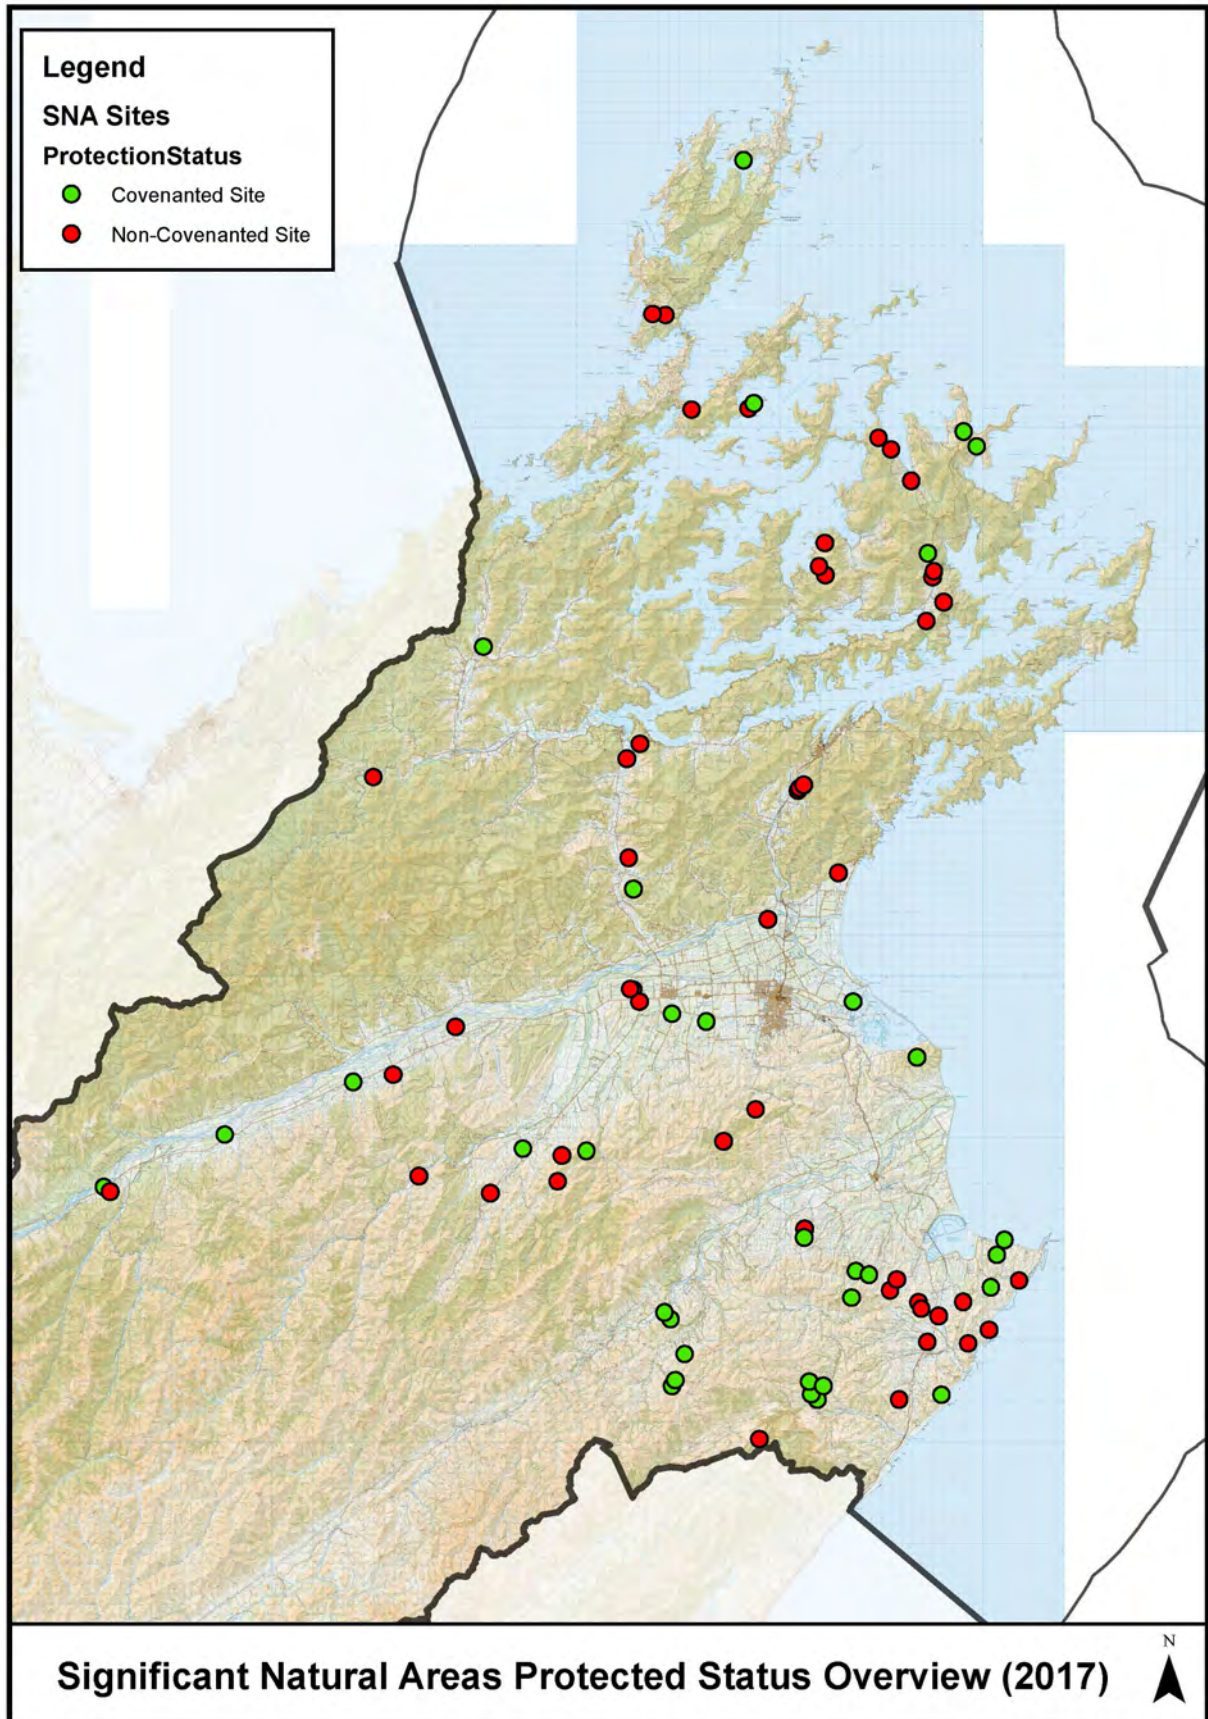 Legend
SNA Sites
ProtectionStatus
Covenanted Site
Non-Covenanted Site
Significant Natural Areas Protected Status Overview (2017)
N